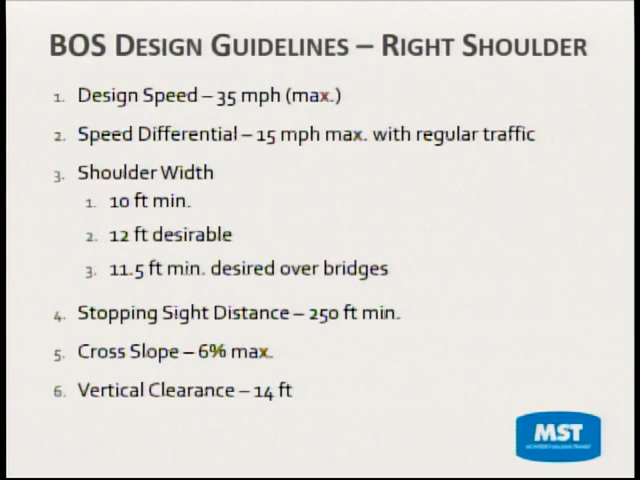 BOS DESIGN GUIDELINES – RIGHT SHOULDER
1. Design Speed – 35 mph (max.)
2. Speed Differential – 15 mph max. with regular traffic
3. Shoulder Width
1. 10 ft min.
2. 12 ft desirable
3. 11.5 ft min. desired over bridges
4. Stopping Sight Distance – 250 ft min.
5. Cross Slope – 6% max.
6. Vertical Clearance – 14 ft
MST